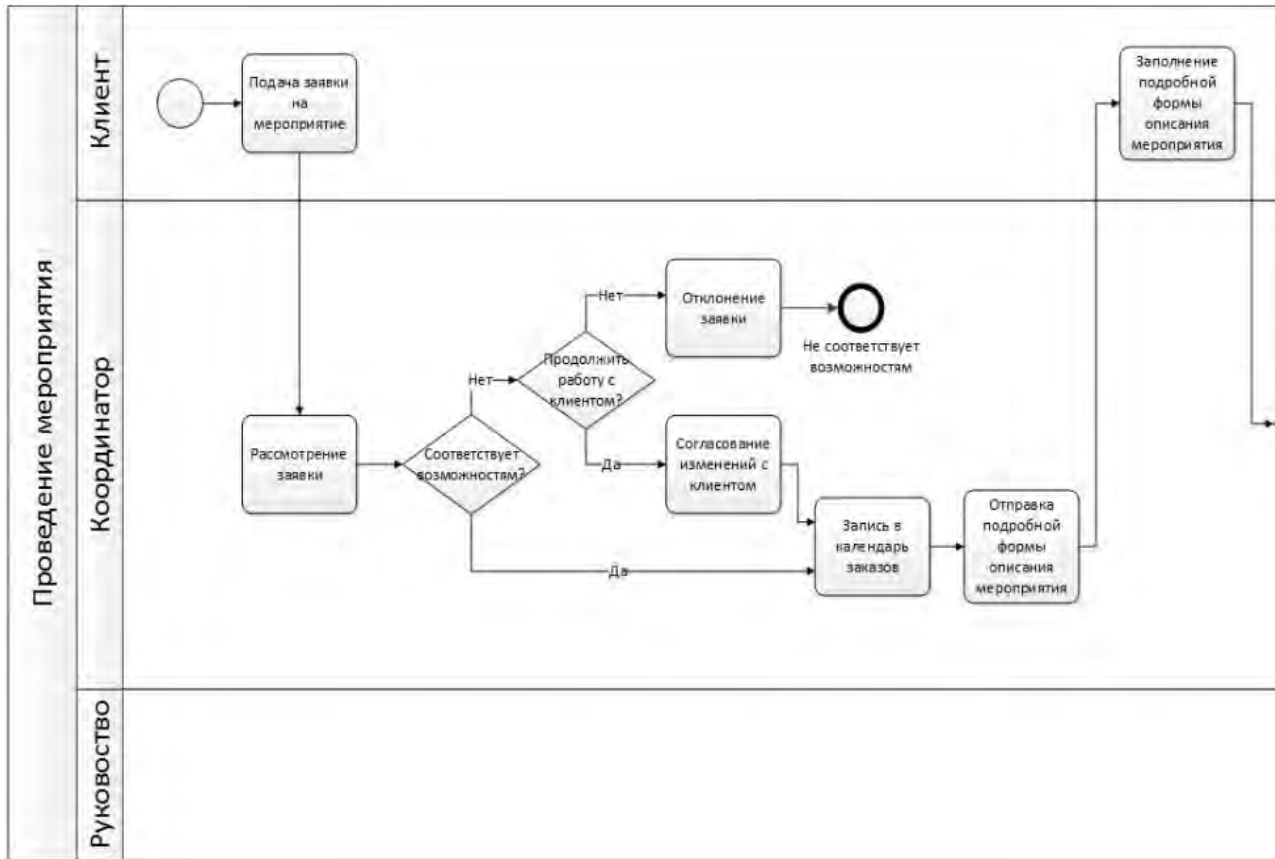 Проведение мероприятия
Клиент
Подача заявки
на
мероприятие
Заполнение
подробной
формы
описания
мероприятия
Координатор
Рассмотрение
заявки
Соответствует
возможностям?
Нет
Продолжить
работу с
клиентом?
Нет
Отклонение
заявки
Не соответствует
возможностям
Да
Согласование
изменений с
клиентом
Да
Запись в
календарь
заказов
Отправка
подробной
формы
описания
мероприятия
Руковоство